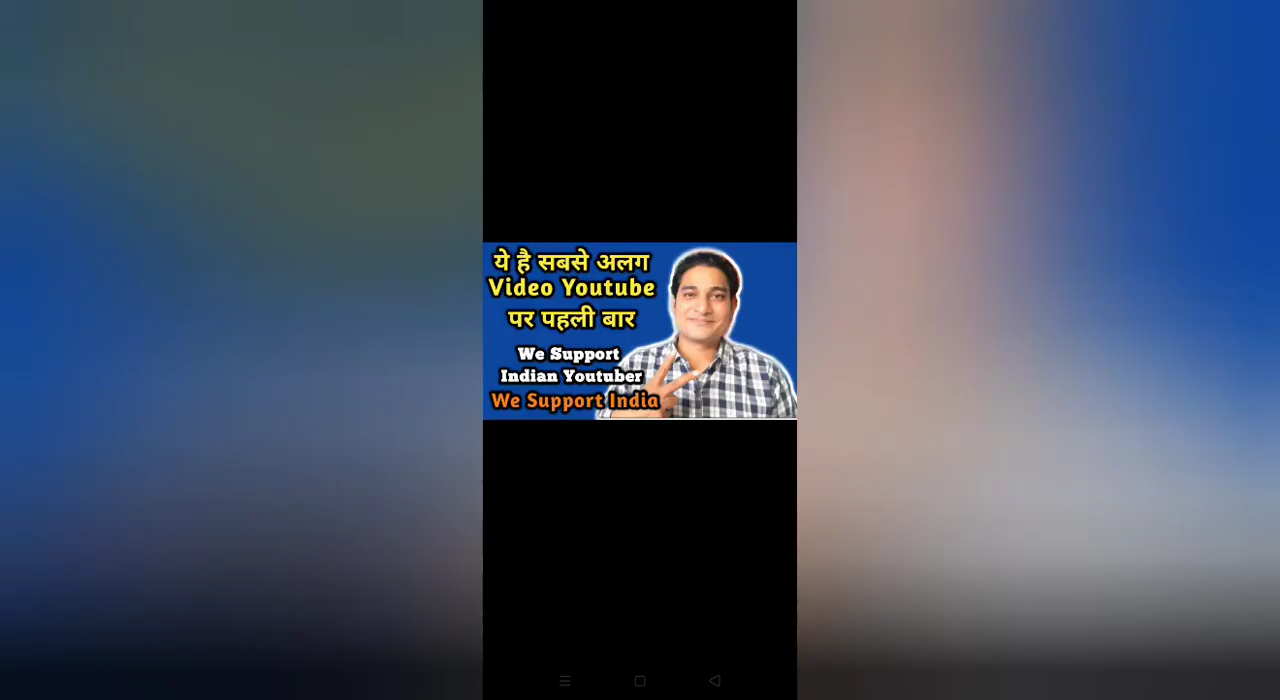 ये है सबसे अलग
Video Youtube
पर पहली बार
We Support
Indian Youtuber
We Support India